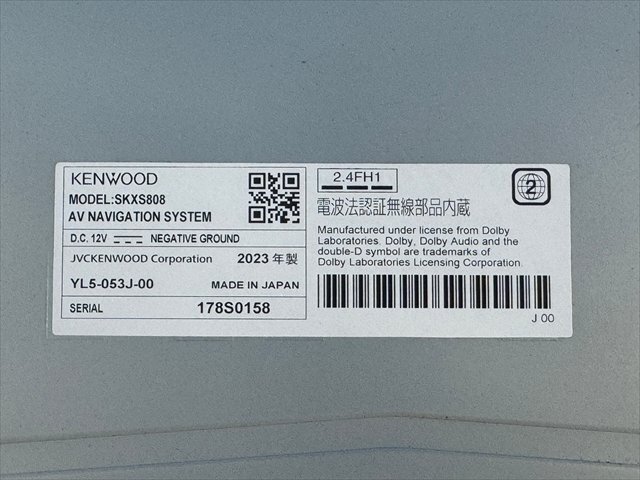 KENWOOD
MODEL:SKXS808
AV NAVIGATION SYSTEM
D.C. 12V NEGATIVE GROUND
JVCKENWOOD Corporation 2023 年製
YL5-053J-00 MADE IN JAPAN
SERIAL 178S0158
2.4FH1
2
電波法認証無線部品内蔵
Manufactured under license from Dolby
Laboratories. Dolby, Dolby Audio and the
double-D symbol are trademarks of
Dolby Laboratories Licensing Corporation.
J 00